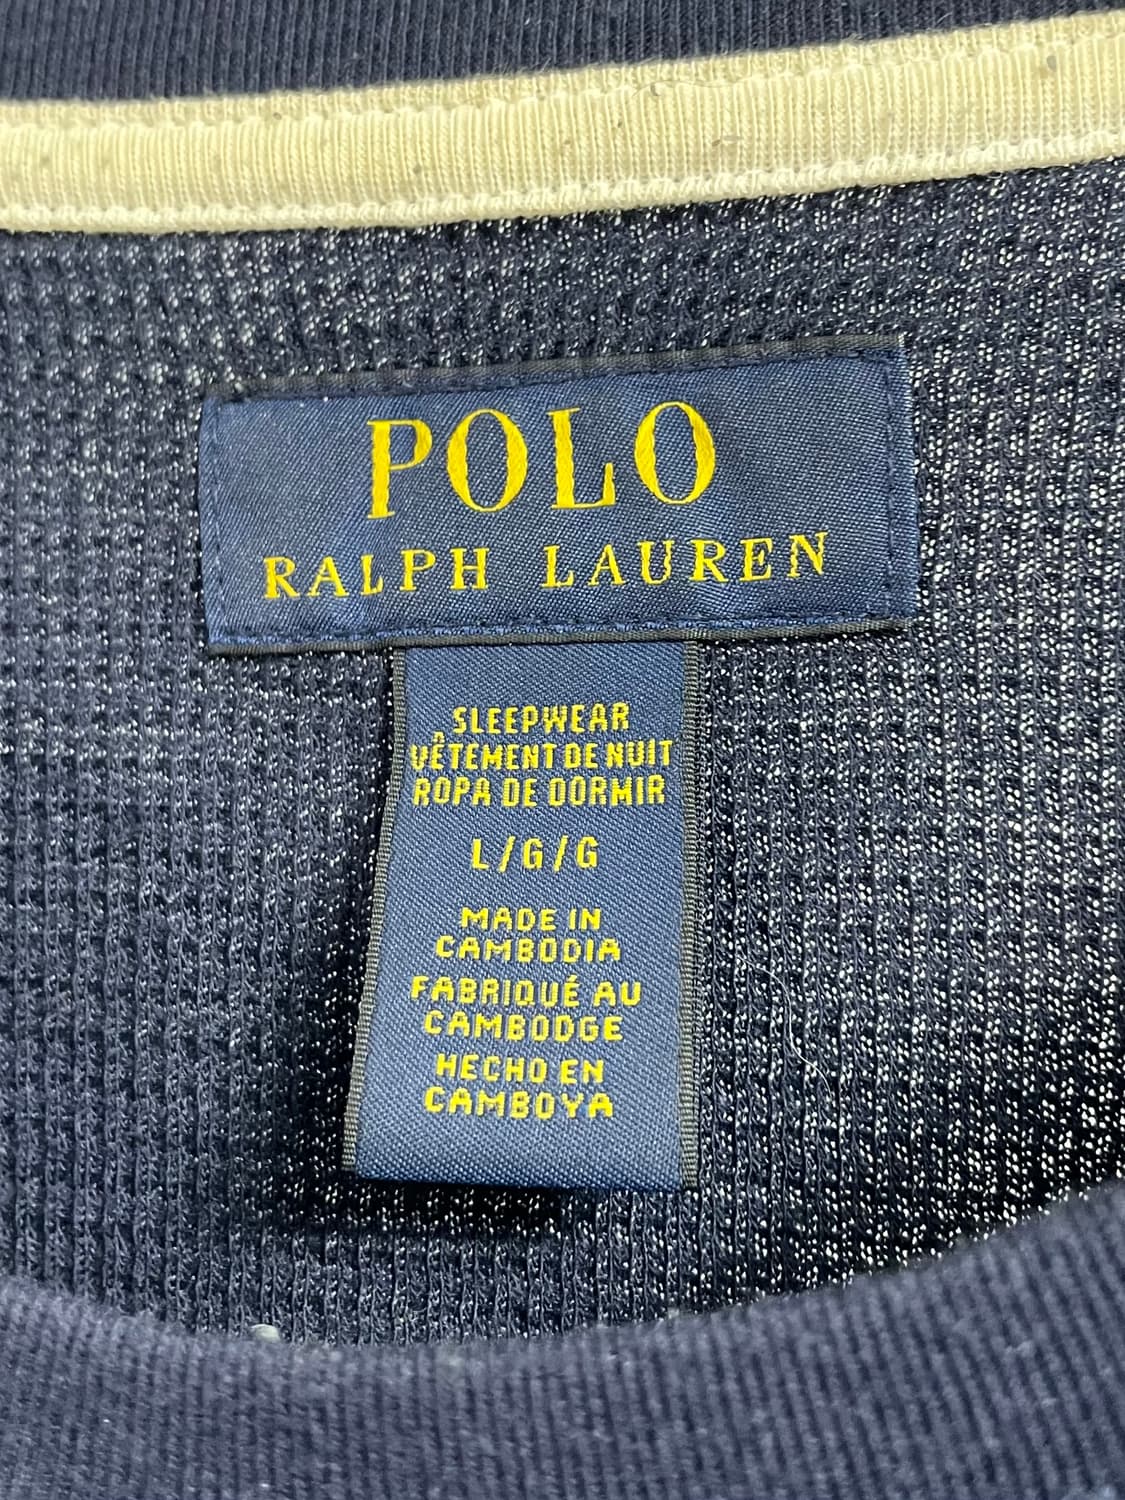 POLO
RALPH LAUREN
SLEEPWEAR
VÊTEMENT DE NUIT
ROPA DE DORMIR
L/G/G
MADE IN
CAMBODIA
FABRIQUÉ AU
CAMBODGE
HECHO EN
CAMBOYA